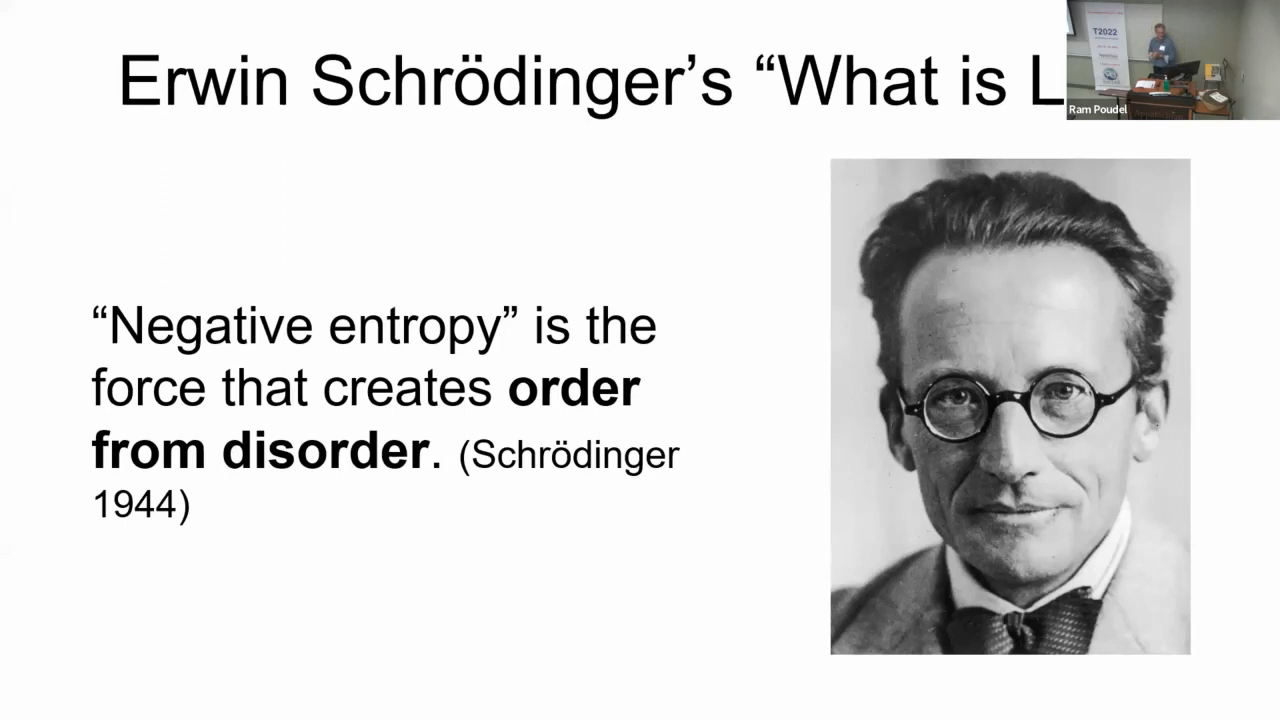 Erwin Schrödinger’s “What is L
T2022
Ram Poudel
“Negative entropy” is the
force that creates order
from disorder. (Schrödinger
1944)